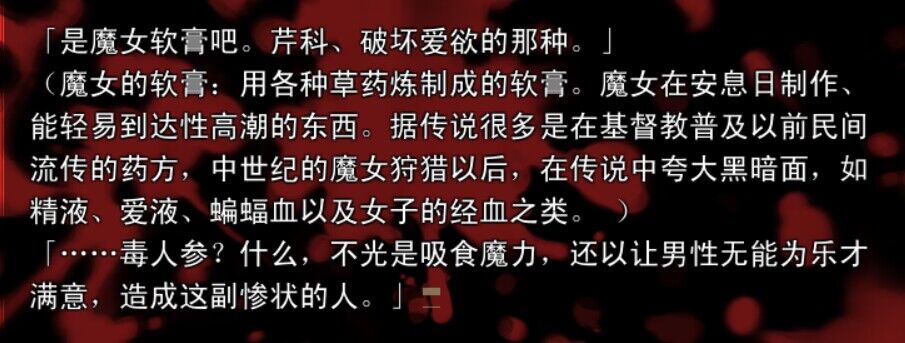 「是魔女软膏吧。芹科、破坏爱欲的那种。」
（魔女的软膏：用各种草药炼制成的软膏。魔女在安息日制作、
能轻易到达性高潮的东西。据传说很多是在基督教普及以前民间
流传的药方，中世纪的魔女狩猎以后，在传说中夸大黑暗面，如
精液、爱液、蝙蝠血以及女子的经血之类。 ）
「……毒人参？什么，不光是吸食魔力，还以让男性无能为乐才
满意，造成这副惨状的人。」